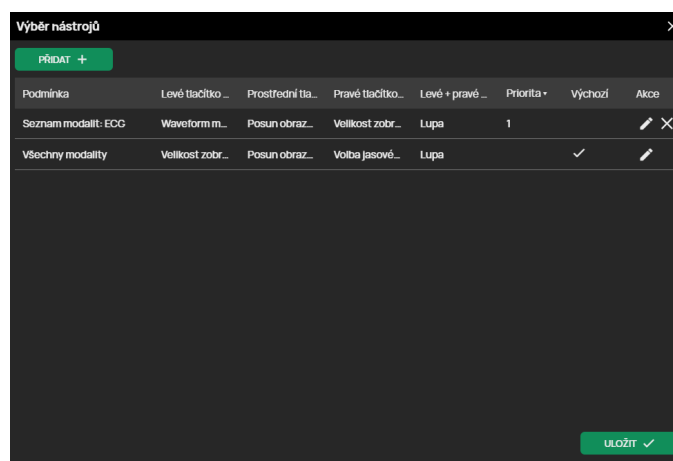 Výběr nástrojů
PŘIDAT +
Podmínka Levé tlačítko ... Prostřední tla... Pravé tlačítko... Levé + pravé ... Priorita Výchozí Akce
Seznam modalit: ECG Waveform m... Posun obraz... Velikost zobr... Lupa 1
Všechny modality Velikost zobr... Posun obraz... Volba jasové... Lupa
ULOŽIT